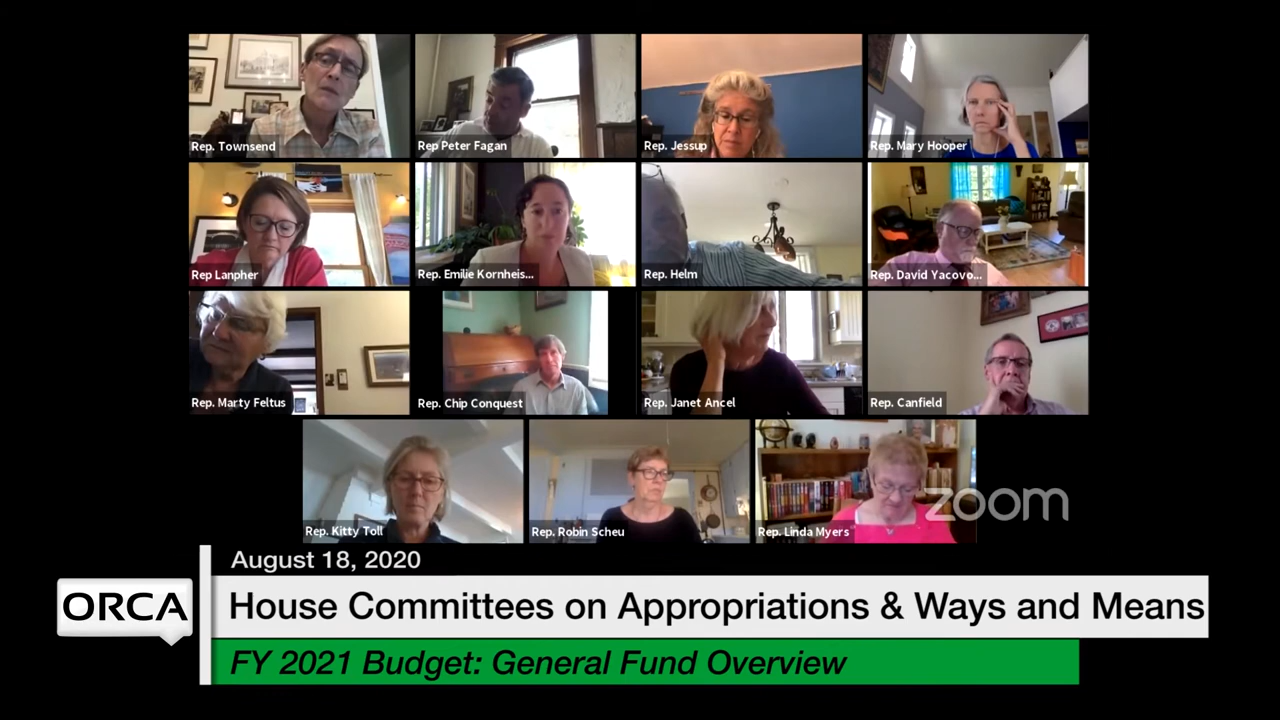 Rep. Townsend
Rep Peter Fagan
Rep. Jessup
Rep. Mary Hooper
Rep Lanpher
Rep. Emilie Kornheis...
Rep. Helm
Rep. David Yacovo...
Rep. Marty Feltus
Rep. Chip Conquest
Rep. Janet Ancel
Rep. Canfield
Rep. Kitty Toll
Rep. Robin Scheu
Rep. Linda Myers
zoom
August 18, 2020
ORCA
House Committees on Appropriations & Ways and Means
FY 2021 Budget: General Fund Overview